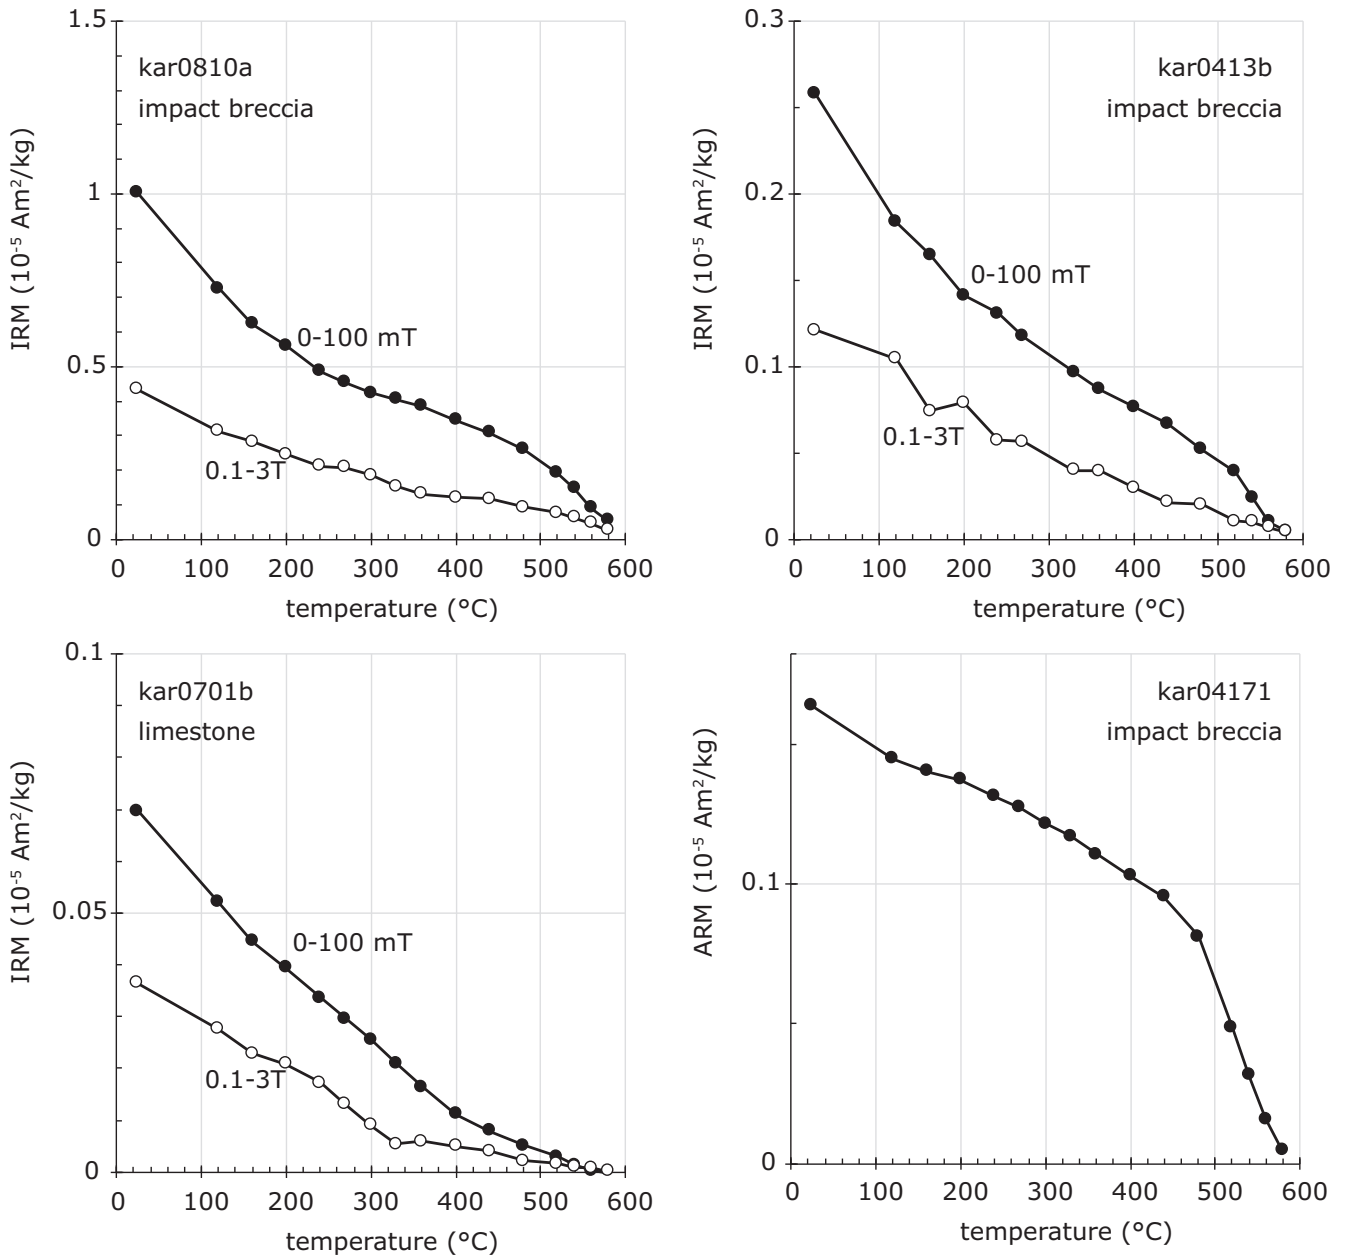 1.5
kar0810a
impact breccia
1
0-100 mT
0.5
0.1-3T
0
0 100 200 300 400 500 600
temperature (°C)
IRM (10⁻⁵ Am²/kg)
0.3
kar0413b
impact breccia
0.2
0-100 mT
0.1
0.1-3T
0
0 100 200 300 400 500 600
temperature (°C)
IRM (10⁻⁵ Am²/kg)
0.1
kar0701b
limestone
0.05
0-100 mT
0.1-3T
0
0 100 200 300 400 500 600
temperature (°C)
IRM (10⁻⁵ Am²/kg)
kar04171
impact breccia
0.1
0
0 100 200 300 400 500 600
temperature (°C)
ARM (10⁻⁵ Am²/kg)